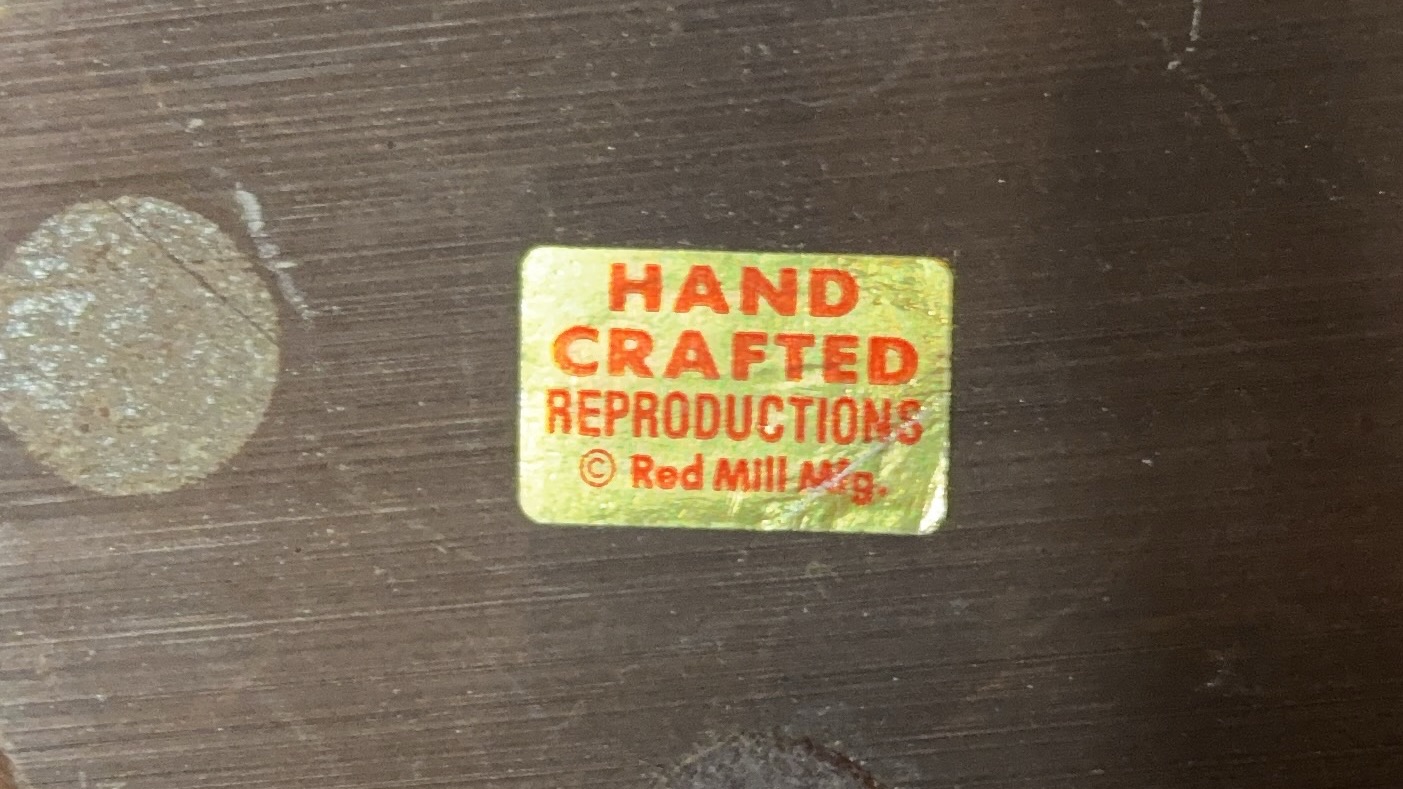 HAND
CRAFTED
REPRODUCTIONS
© Red Mill Mfg.